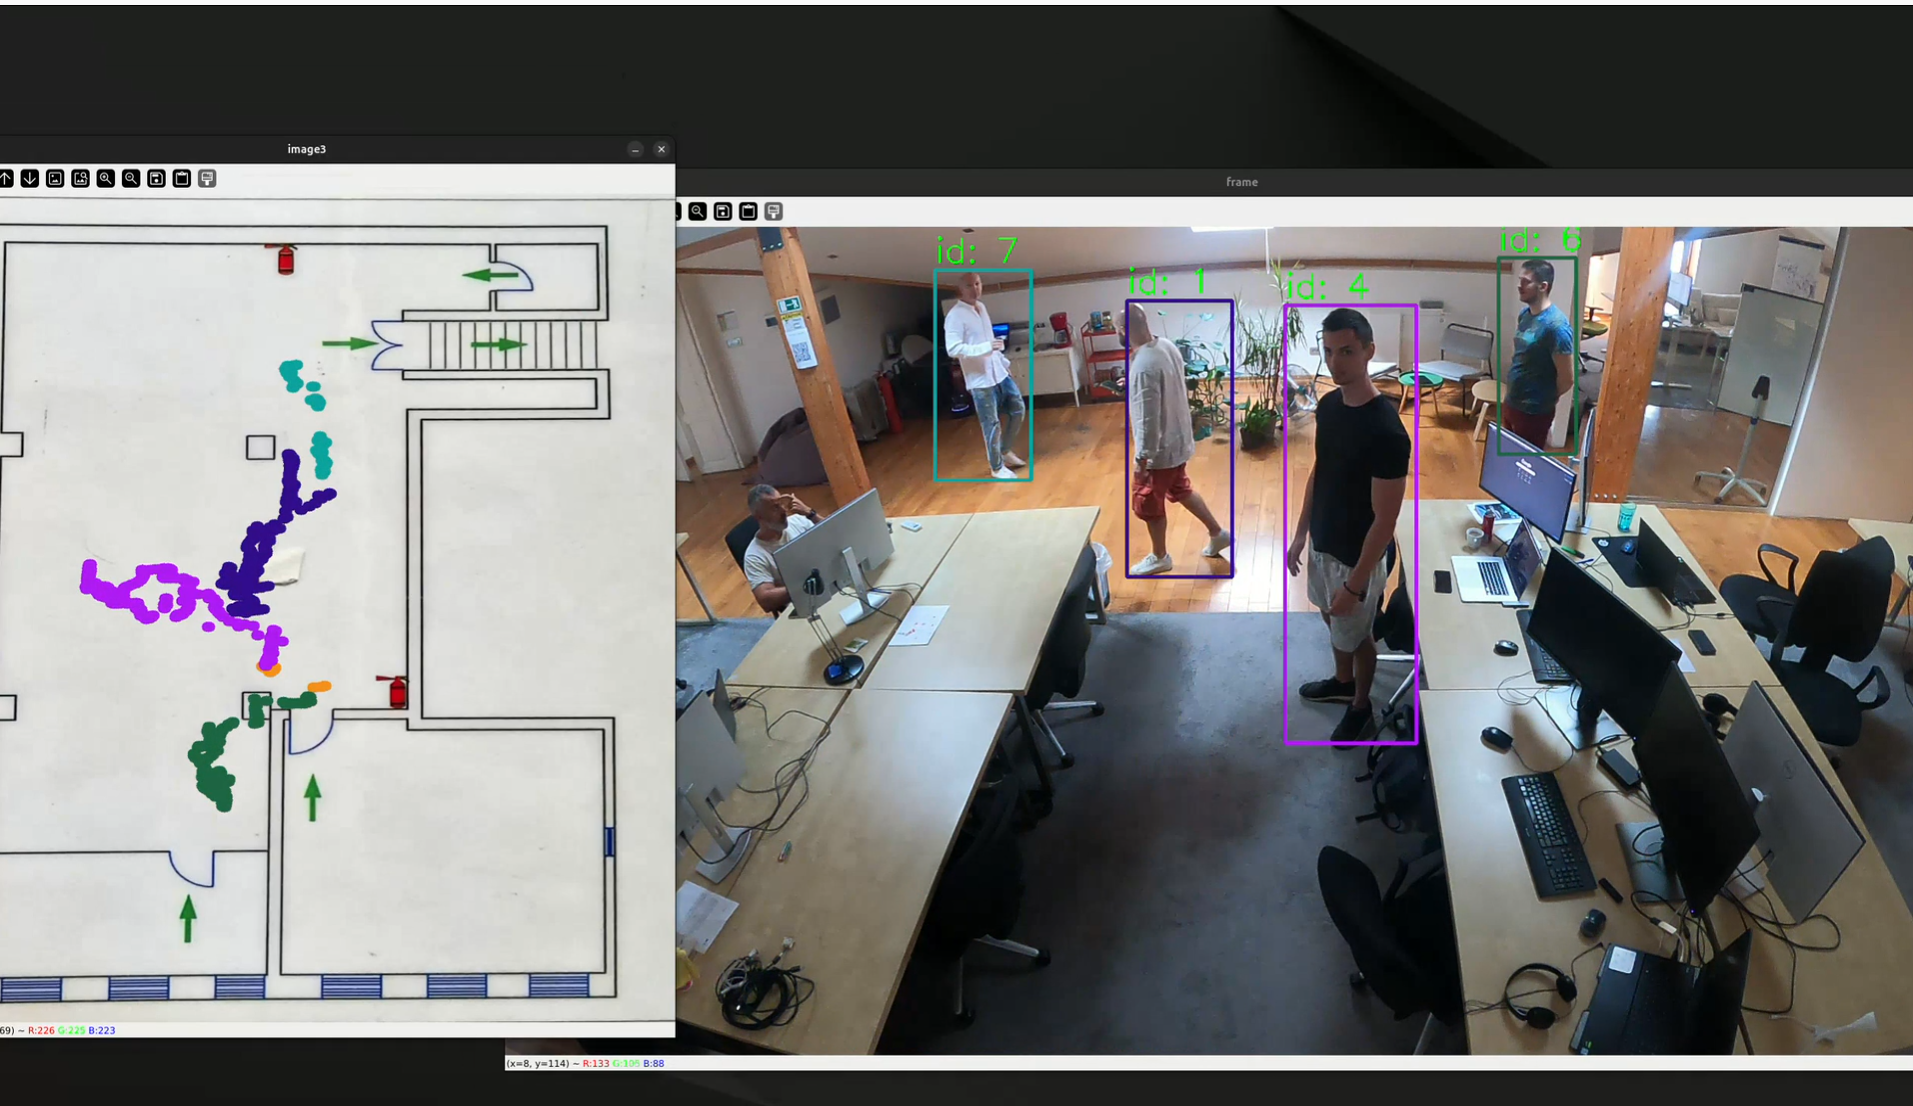 image3
frame
id: 7
id: 1
id: 4
id: 6
69) ~ R:226 G:225 B:223
(x=8, y=114) ~ R:133 G:105 B:88